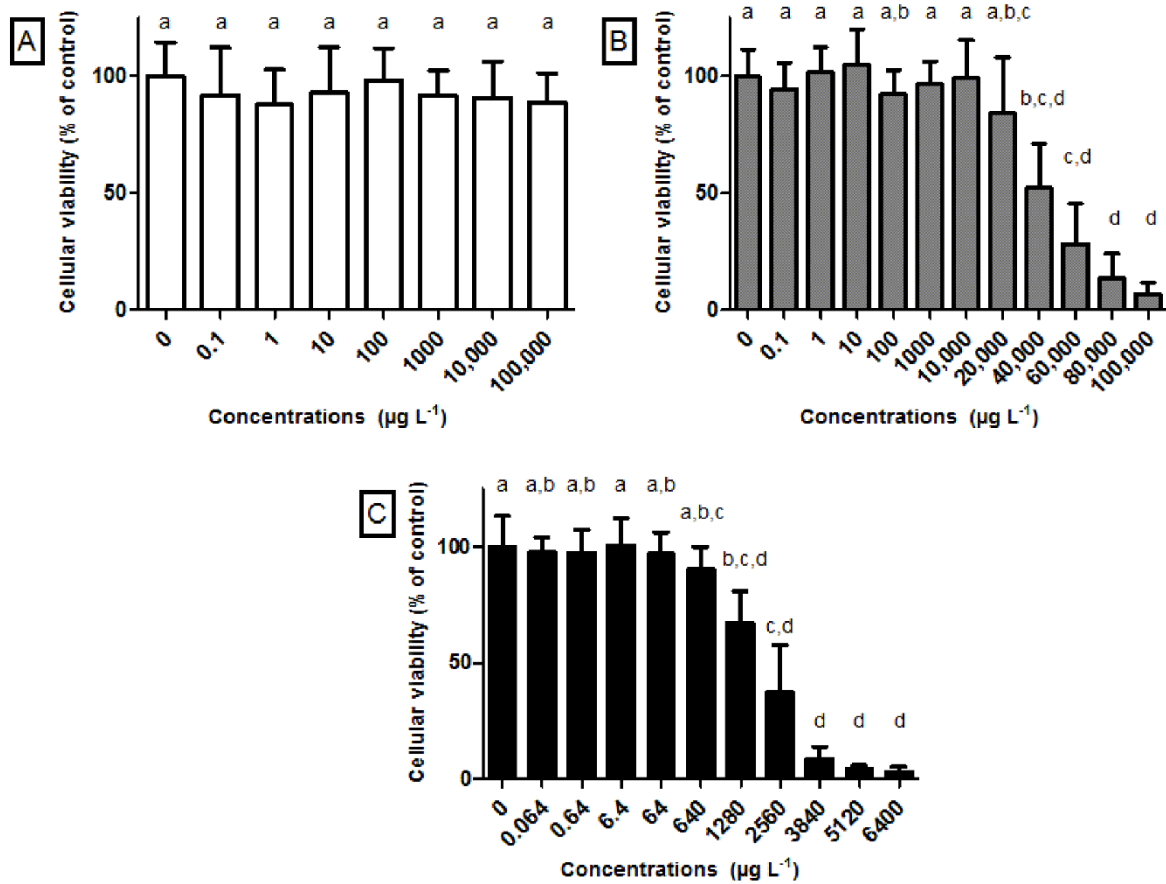 A
a a a a a a a a
Cellular viability (% of control)
100
50
0
0 0.1 1 10 100 1000 10,000 100,000
Concentrations (µg L-1)
B
a a a a a,b a a a,b,c
b,c,d
c,d
d d
Cellular viability (% of control)
100
50
0
0 0.1 1 10 100 1000 10,000 20,000 40,000 60,000 80,000 100,000
Concentrations (µg L-1)
C
a a,b a,b a a,b
a,b,c
b,c,d
c,d
d d d
Cellular viability (% of control)
100
50
0
0 0.064 0.64 6.4 64 640 1280 2560 3840 5120 6400
Concentrations (µg L-1)